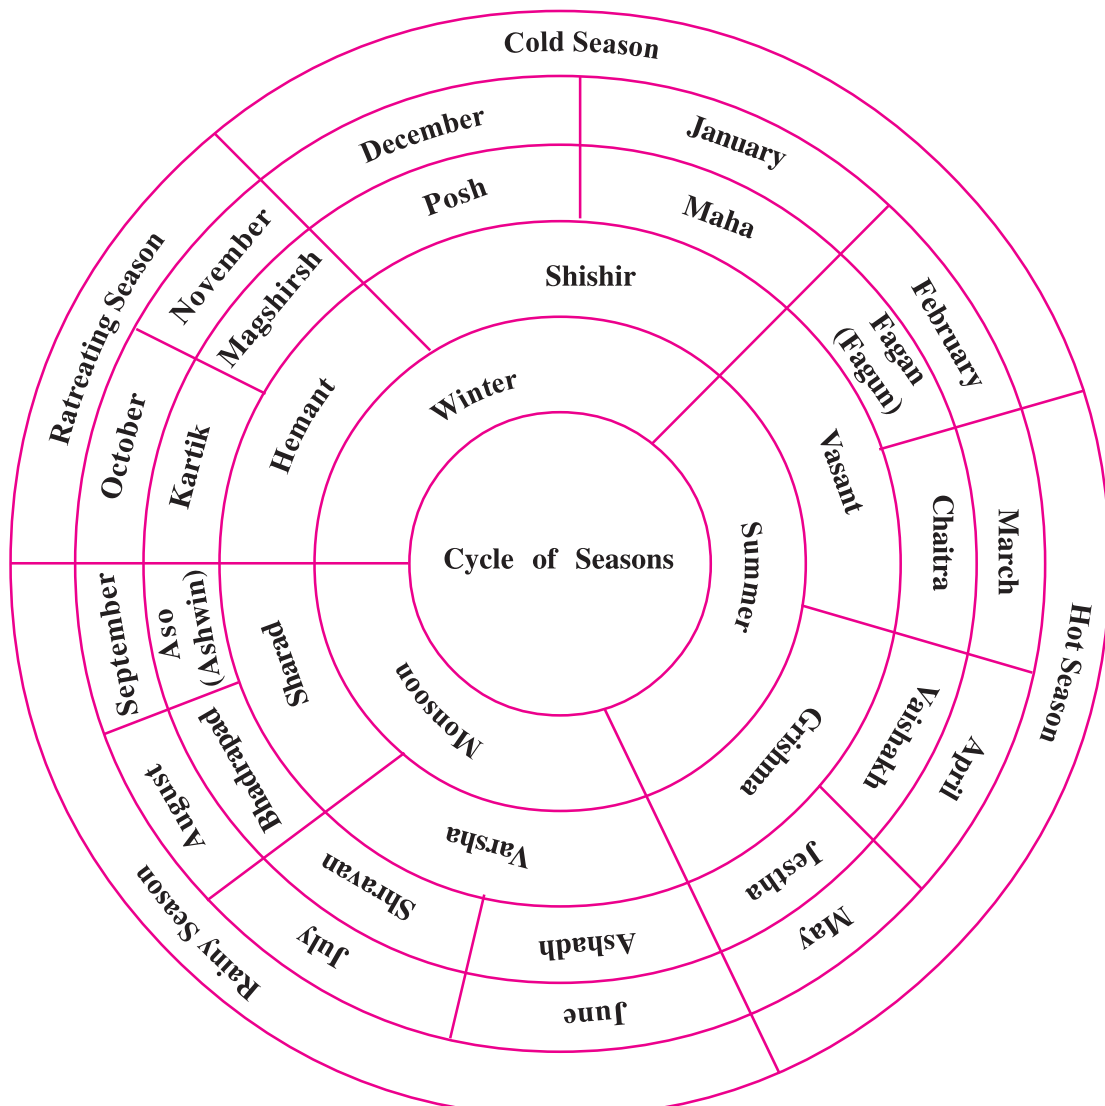 Cold Season
December
January
Posh
Maha
Shishir
Winter
November
Magshirsh
Ratreating Season
October
Kartik
Hemant
February
Fagan
(Fagun)
Vasant
Cycle of Seasons
Summer
Chaitra
March
Hot Season
September
Aso
(Ashwin)
Sharad
Monsoon
Grishma
Vaishakh
April
August
Bhadrapad
Varsha
Jestha
May
Rainy Season
July
Shravan
Ashadh
June